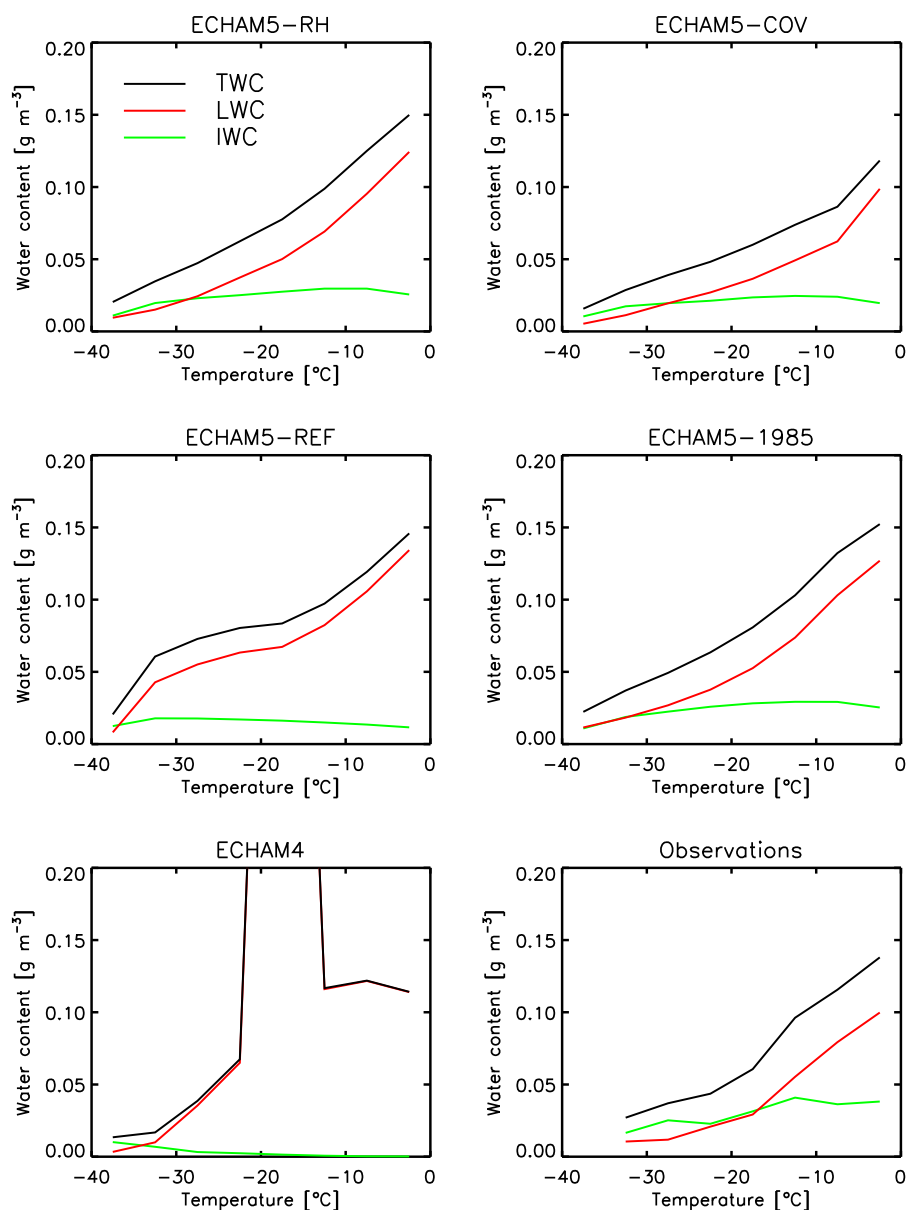 ECHAM5-RH
0.20
0.15
0.10
0.05
0.00
Water content [g m⁻³]
TWC
LWC
IWC
-40 -30 -20 -10 0
Temperature [°C]
ECHAM5-COV
0.20
0.15
0.10
0.05
0.00
Water content [g m⁻³]
-40 -30 -20 -10 0
Temperature [°C]
ECHAM5-REF
0.20
0.15
0.10
0.05
0.00
Water content [g m⁻³]
-40 -30 -20 -10 0
Temperature [°C]
ECHAM5-1985
0.20
0.15
0.10
0.05
0.00
Water content [g m⁻³]
-40 -30 -20 -10 0
Temperature [°C]
ECHAM4
0.20
0.15
0.10
0.05
0.00
Water content [g m⁻³]
-40 -30 -20 -10 0
Temperature [°C]
Observations
0.20
0.15
0.10
0.05
0.00
Water content [g m⁻³]
-40 -30 -20 -10 0
Temperature [°C]